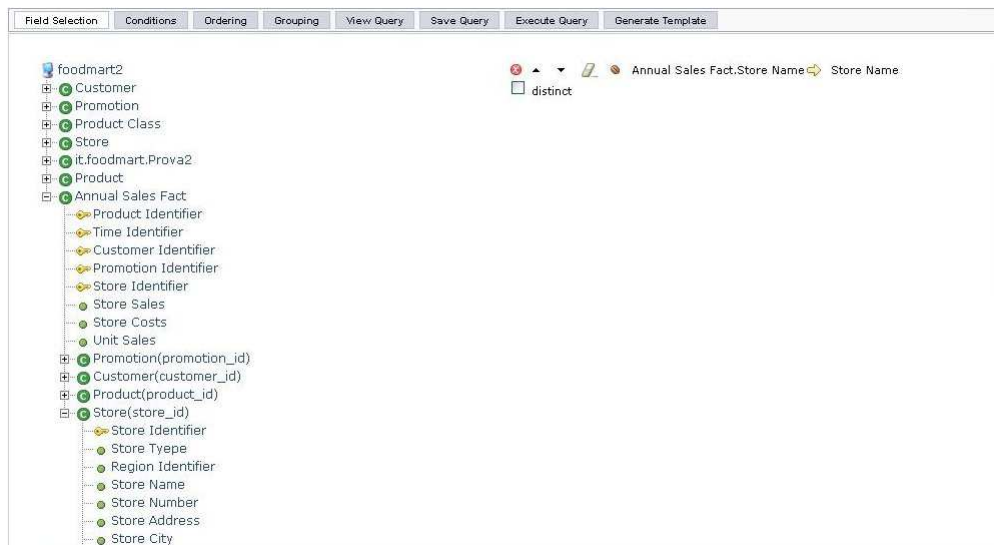 Field Selection Conditions Ordering Grouping View Query Save Query Execute Query Generate Template
foodmart2
Customer
Promotion
Product Class
Store
it.foodmart.Prova2
Product
Annual Sales Fact
Product Identifier
Time Identifier
Customer Identifier
Promotion Identifier
Store Identifier
Store Sales
Store Costs
Unit Sales
Promotion(promotion_id)
Customer(customer_id)
Product(product_id)
Store(store_id)
Store Identifier
Store Tyepe
Region Identifier
Store Name
Store Number
Store Address
Store City
Annual Sales Fact.Store Name Store Name
distinct